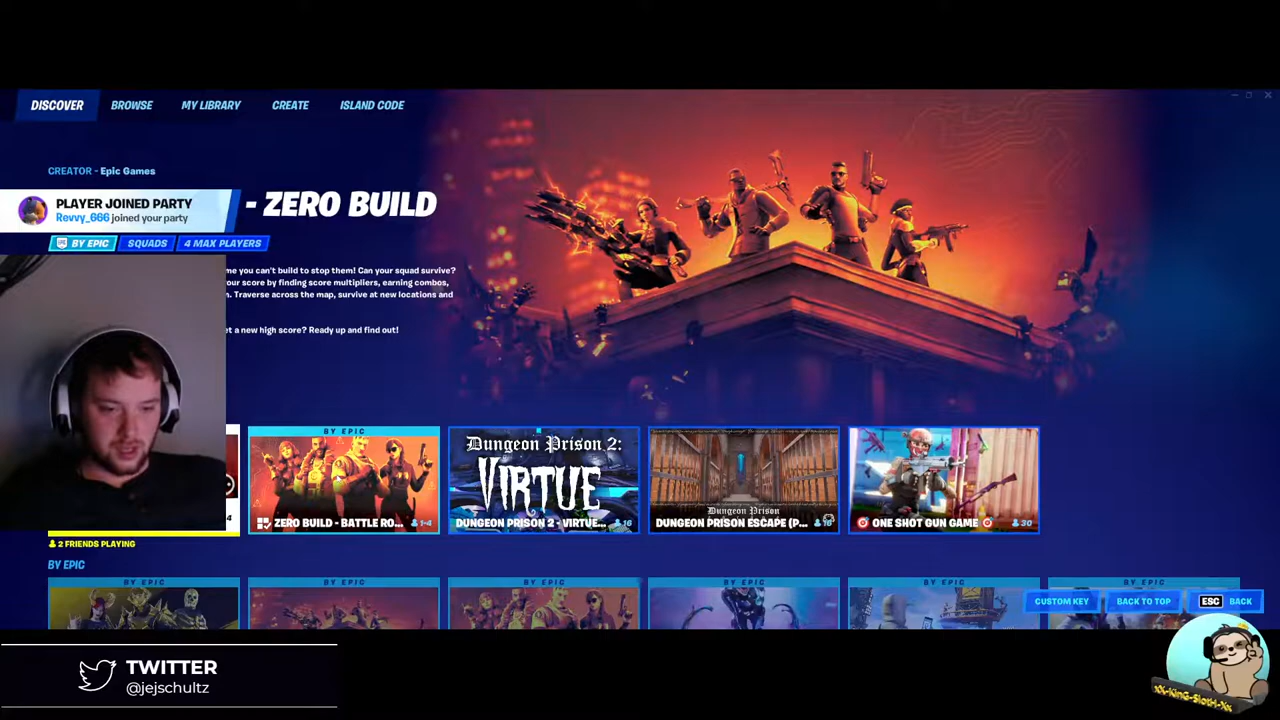 DISCOVER
BROWSE
MY LIBRARY
CREATE
ISLAND CODE
CREATOR - Epic Games
PLAYER JOINED PARTY
Revvy_666 joined your party
- ZERO BUILD
BY EPIC
SQUADS
4 MAX PLAYERS
me you can't build to stop them! Can your squad survive?
our score by finding score multipliers, earning combos,
n. Traverse across the map, survive at new locations and
et a new high score? Ready up and find out!
4
BY EPIC
ZERO BUILD - BATTLE RO...
1-4
Dungeon Prison 2:
VIRTUE
DUNGEON PRISON 2 - VIRTUE...
16
Dungeon Prison
DUNGEON PRISON ESCAPE (P...
16
ONE SHOT GUN GAME
30
2 FRIENDS PLAYING
BY EPIC
BY EPIC
BY EPIC
BY EPIC
BY EPIC
BY EPIC
BY EPIC
CUSTOM KEY
BACK TO TOP
ESC BACK
TWITTER
@jejschultz
xX-KinG-SlotH-Xx